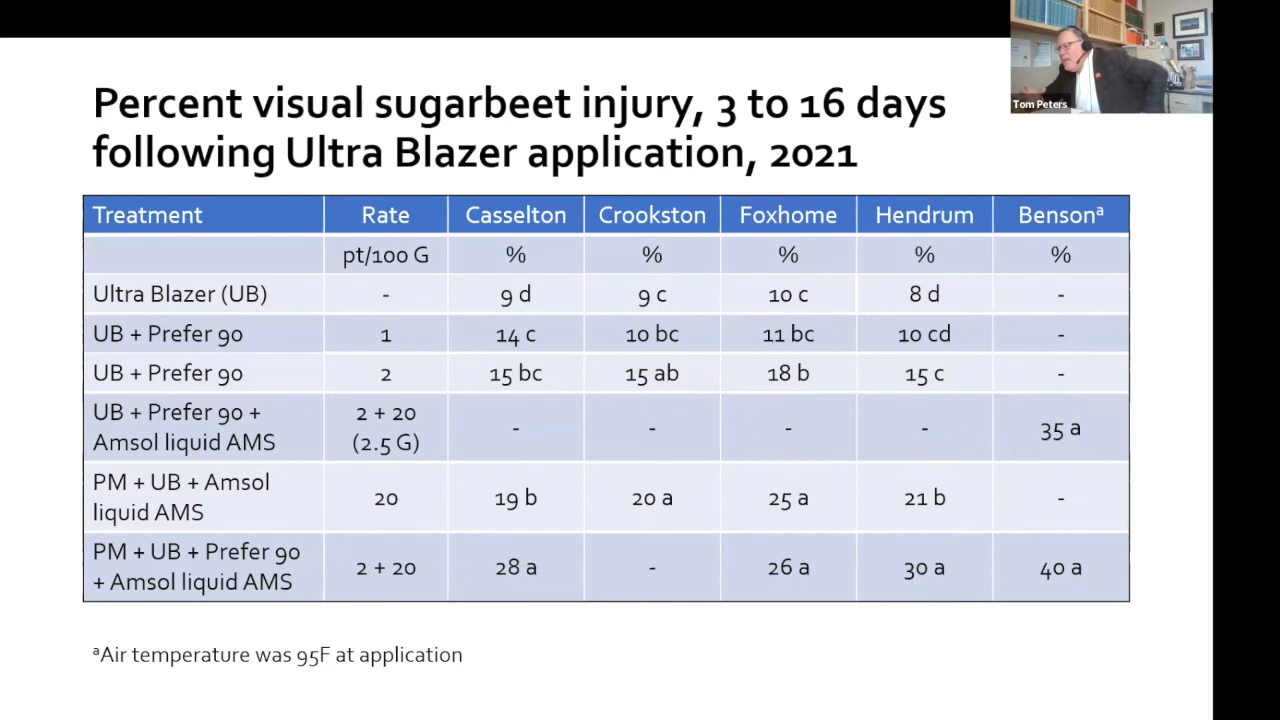 Tom Peters
Percent visual sugarbeet injury, 3 to 16 days
following Ultra Blazer application, 2021
Treatment Rate Casselton Crookston Foxhome Hendrum Bensonᵃ
pt/100 G % % % % %
Ultra Blazer (UB) - 9 d 9 c 10 c 8 d -
UB + Prefer 90 1 14 c 10 bc 11 bc 10 cd -
UB + Prefer 90 2 15 bc 15 ab 18 b 15 c -
UB + Prefer 90 +
Amsol liquid AMS
2 + 20
(2.5 G)
- - - - 35 a
PM + UB + Amsol
liquid AMS
20 19 b 20 a 25 a 21 b -
PM + UB + Prefer 90
+ Amsol liquid AMS
2 + 20 28 a - 26 a 30 a 40 a
ᵃAir temperature was 95F at application